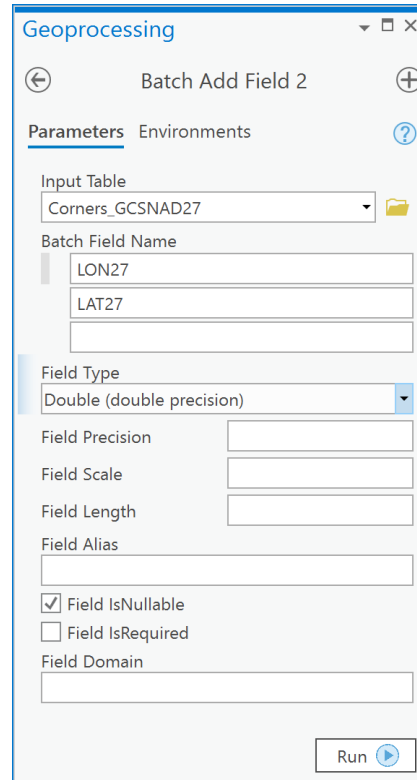 Geoprocessing
Batch Add Field 2
Parameters Environments
Input Table
Corners_GCSNAD27
Batch Field Name
LON27
LAT27
Field Type
Double (double precision)
Field Precision
Field Scale
Field Length
Field Alias
Field IsNullable
Field IsRequired
Field Domain
Run